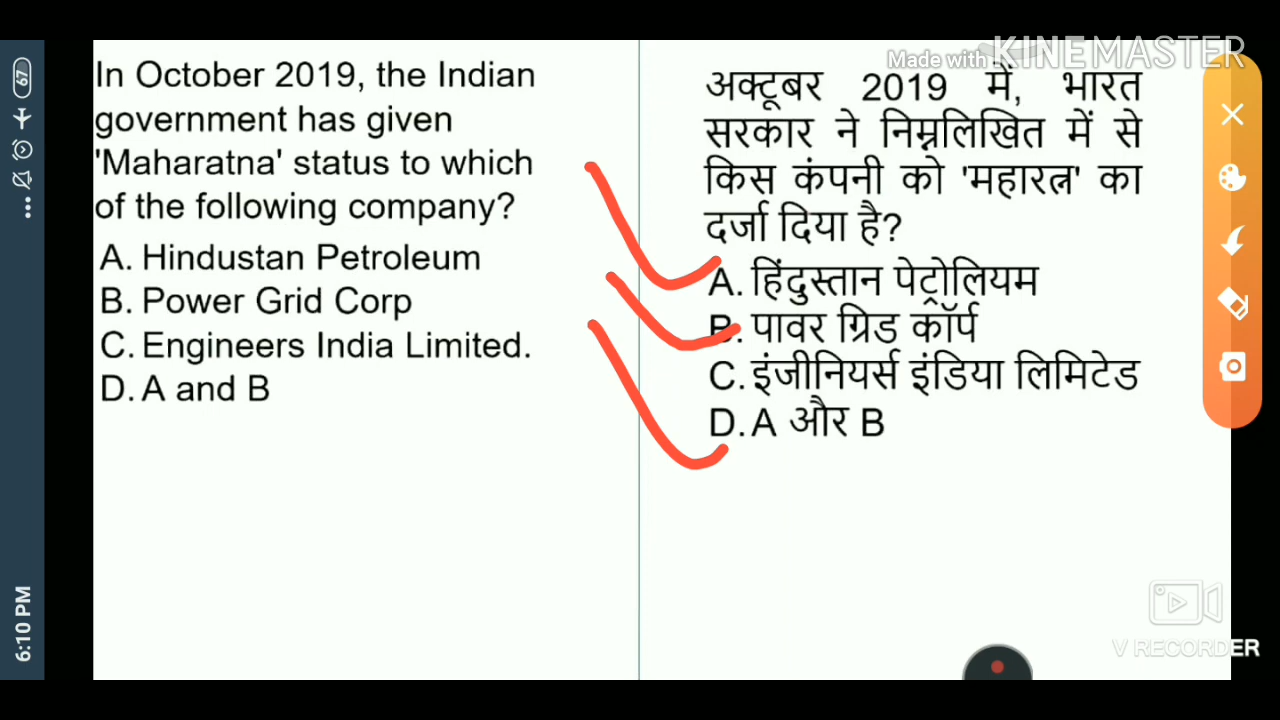 Made with KINEMASTER
67
6:10 PM
In October 2019, the Indian
government has given
'Maharatna' status to which
of the following company?
A. Hindustan Petroleum
B. Power Grid Corp
C. Engineers India Limited.
D. A and B
अक्टूबर 2019 में, भारत
सरकार ने निम्नलिखित में से
किस कंपनी को 'महारत्न' का
दर्जा दिया है?
A. हिंदुस्तान पेट्रोलियम
B. पावर ग्रिड कॉर्प
C. इंजीनियर्स इंडिया लिमिटेड
D. A और B
V RECORDER